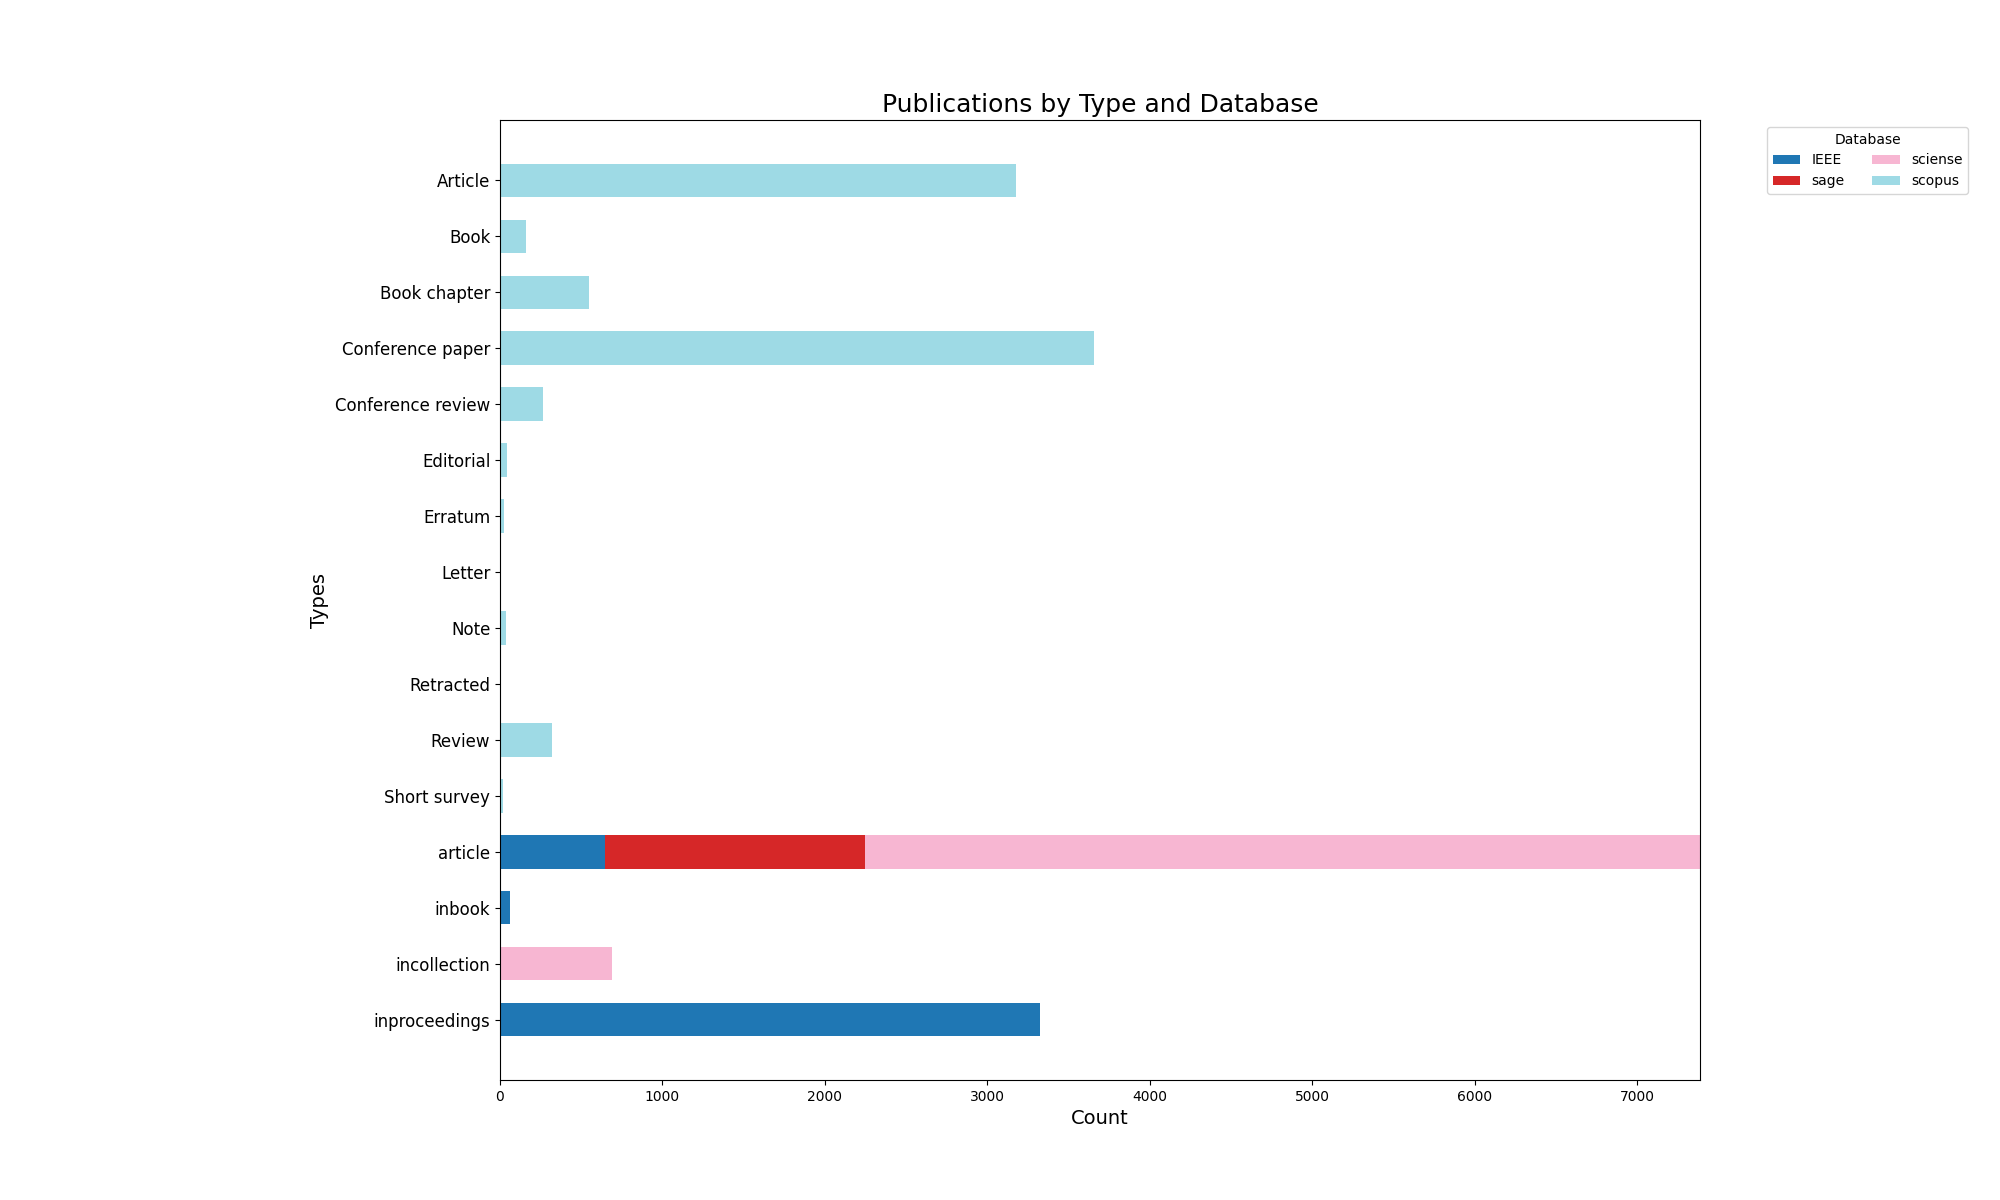 Publications by Type and Database
Database
IEEE
sage
sciense
scopus
Types
Article
Book
Book chapter
Conference paper
Conference review
Editorial
Erratum
Letter
Note
Retracted
Review
Short survey
article
inbook
incollection
inproceedings
0 1000 2000 3000 4000 5000 6000 7000
Count